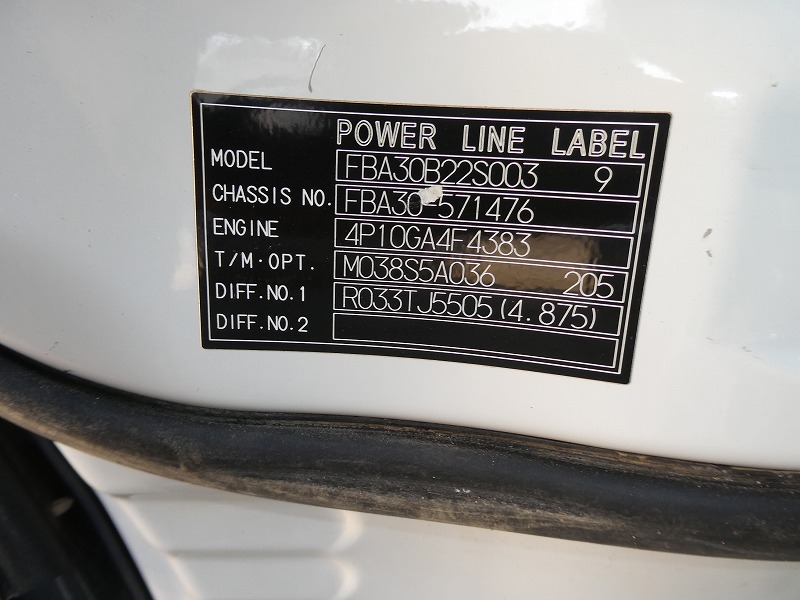 POWER LINE LABEL
MODEL FBA30B22S003 9
CHASSIS NO. FBA30-571476
ENGINE 4P10GA4F4383
T/M·OPT. M038S5A036 205
DIFF.NO.1 R033TJ5505(4.875)
DIFF.NO.2